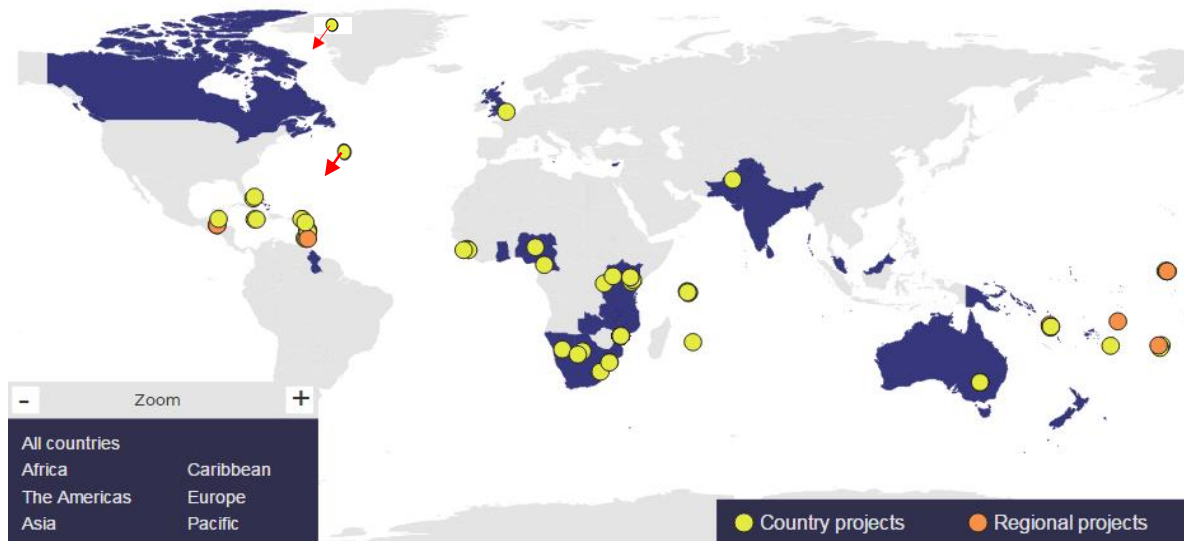 - Zoom +
All countries
Africa Caribbean
The Americas Europe
Asia Pacific
Country projects Regional projects